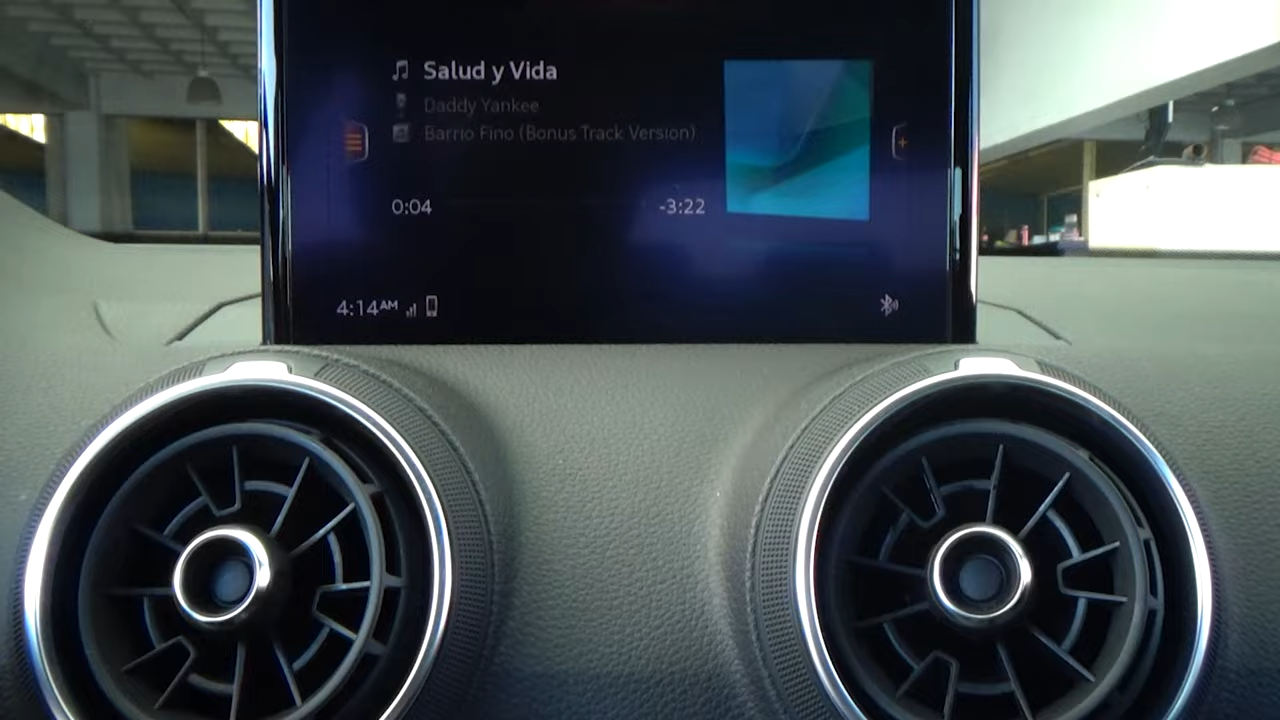 Salud y Vida
Daddy Yankee
Barrio Fino (Bonus Track Version)
0:04 -3:22
4:14AM